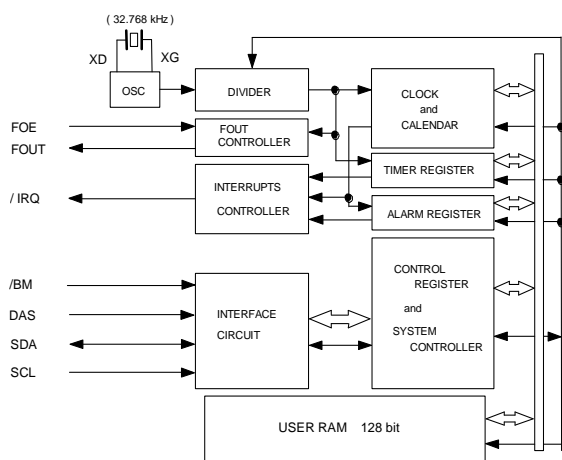 ( 32.768 kHz)
XD
XG
OSC
DIVIDER
CLOCK
and
CALENDAR
FOE
FOUT
FOUT
CONTROLLER
TIMER REGISTER
/ IRQ
INTERRUPTS
CONTROLLER
ALARM REGISTER
/BM
DAS
SDA
SCL
INTERFACE
CIRCUIT
CONTROL
REGISTER
and
SYSTEM
CONTROLLER
USER RAM 128 bit